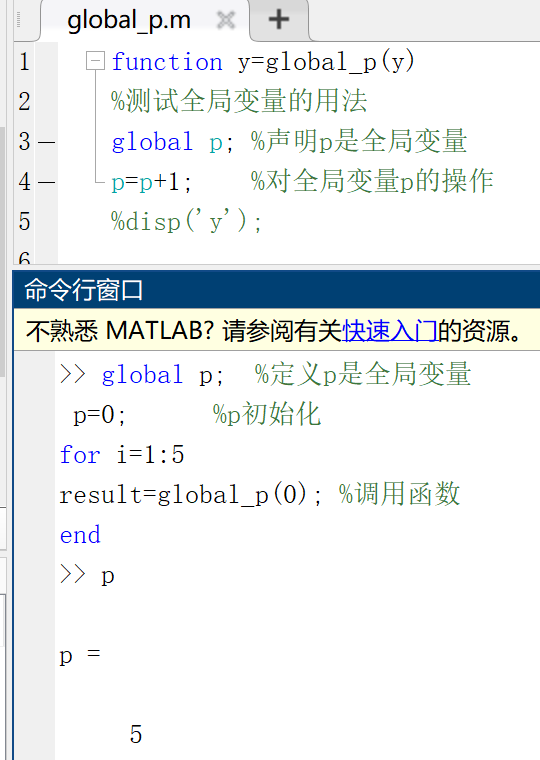 global_p.m
1 function y=global_p(y)
2 %测试全局变量的用法
3 global p; %声明p是全局变量
4 p=p+1; %对全局变量p的操作
5 %disp('y');
6
命令行窗口
不熟悉 MATLAB? 请参阅有关快速入门的资源。
>> global p; %定义p是全局变量
p=0; %p初始化
for i=1:5
result=global_p(0); %调用函数
end
>> p
p =
5